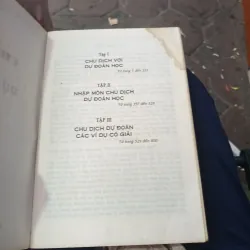 TẬP I
CHU DỊCH VỚI
DỰ ĐOÁN HỌC
TẬP II
NHẬP MÔN CHU DỊCH
DỰ ĐOÁN HỌC
TẬP III
CHU DỊCH DỰ ĐOÁN
CÁC VÍ DỤ CÓ GIẢI